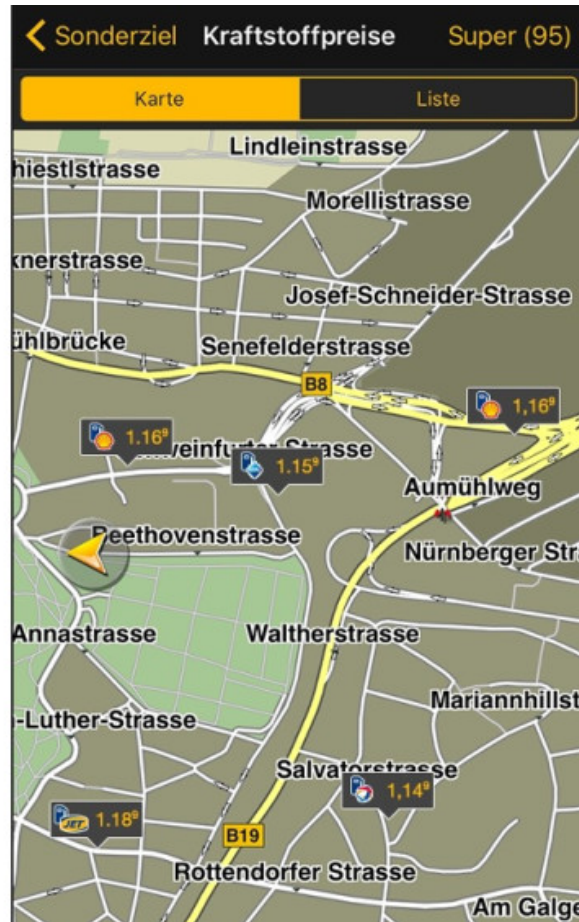 Sonderziel Kraftstoffpreise Super (95)
Karte Liste
Lindleinstrasse
hiestlstrasse
Morellistrasse
knerstrasse
Josef-Schneider-Strasse
ühlbrücke
Senefelderstrasse
B8
1.16⁹
1,16⁹
weinfurter Strasse
1.15⁹
Aumühlweg
Beethovenstrasse
Nürnberger Str
Annastrasse
Waltherstrasse
Mariannhillst
-Luther-Strasse
Salvatorstrasse
1,14⁹
JET 1.18⁹
B19
Rottendorfer Strasse
Am Galge